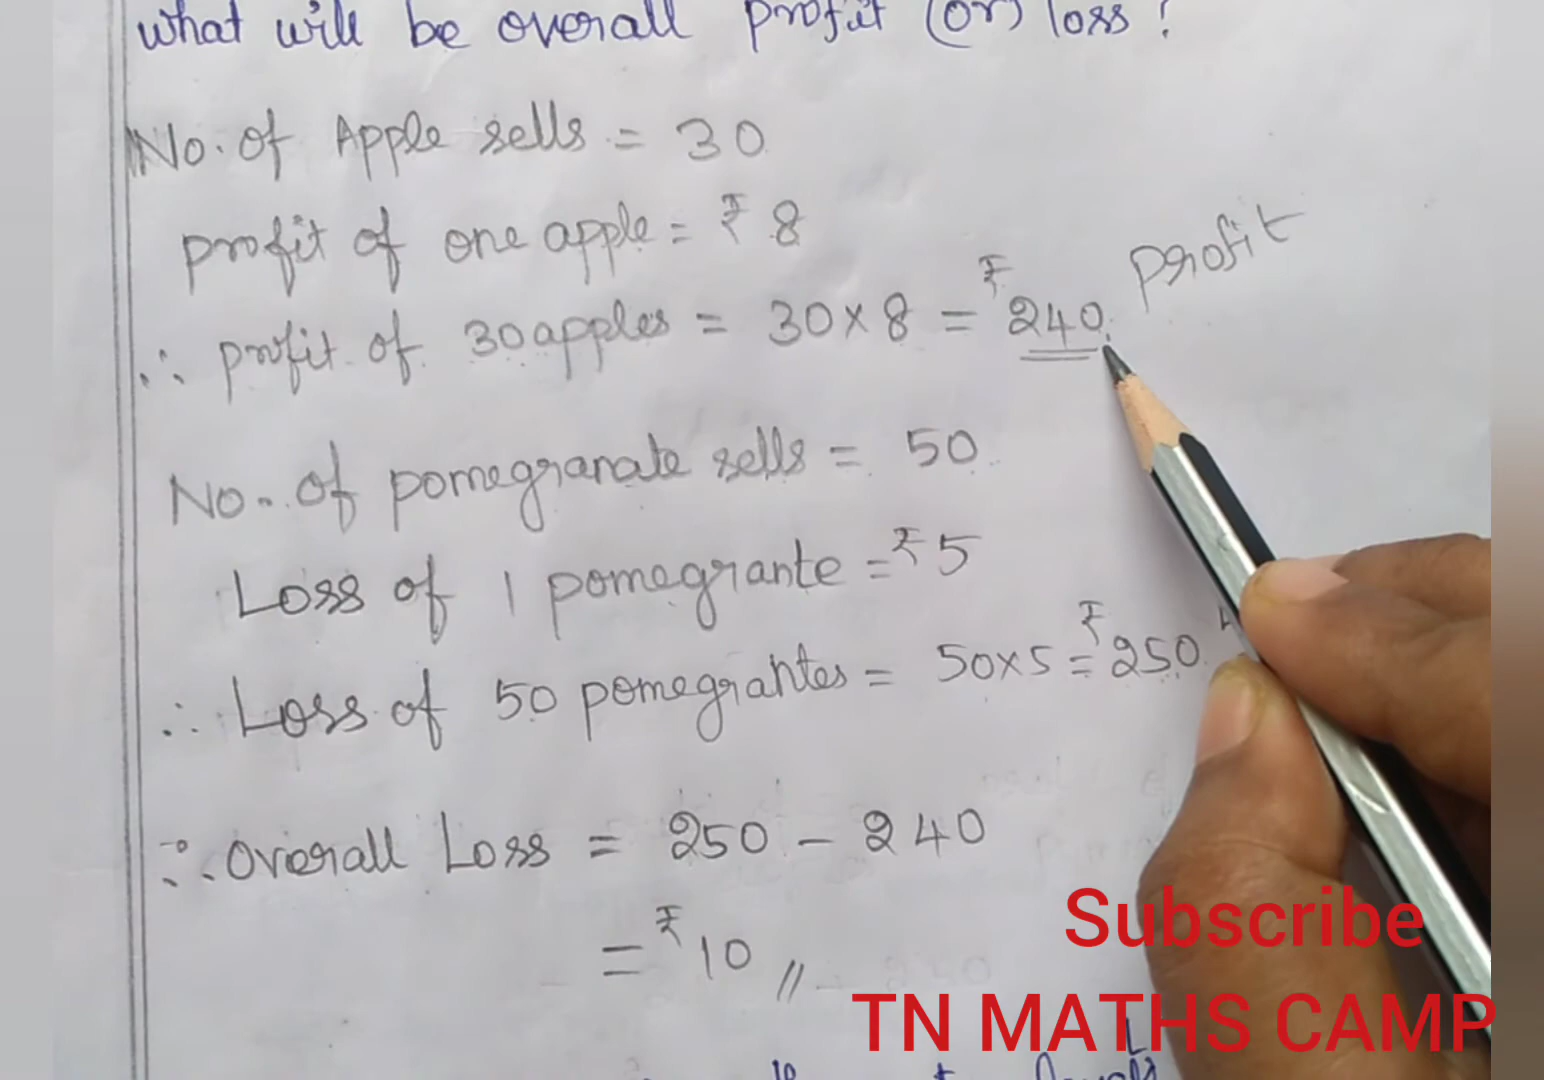 what will be overall profit (or) loss?
No. of Apple sells = 30
profit of one apple = ₹ 8
profit
∴ profit of 30 apples = 30 × 8 = ₹ 240
No. of pomegranate sells = 50
Loss of 1 pomegrante = ₹ 5
∴ Loss of 50 pomegrantes = 50 × 5 = ₹ 250
∴ overall Loss = 250 - 240
= ₹ 10 //
Subscribe
TN MATHS CAMP